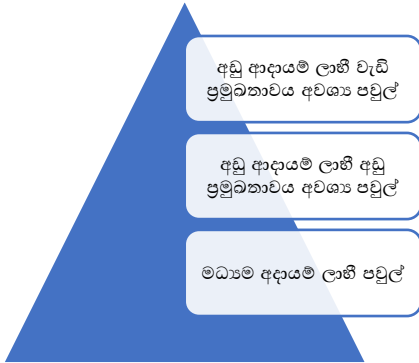 අඩු ආදායම් ලාභී වැඩි
ප්‍රමුඛතාවය අවශ්‍ය පවුල්
අඩු ආදායම් ලාභී අඩු
ප්‍රමුඛතාවය අවශ්‍ය පවුල්
මධ්‍යම අදායම් ලාභී පවුල්